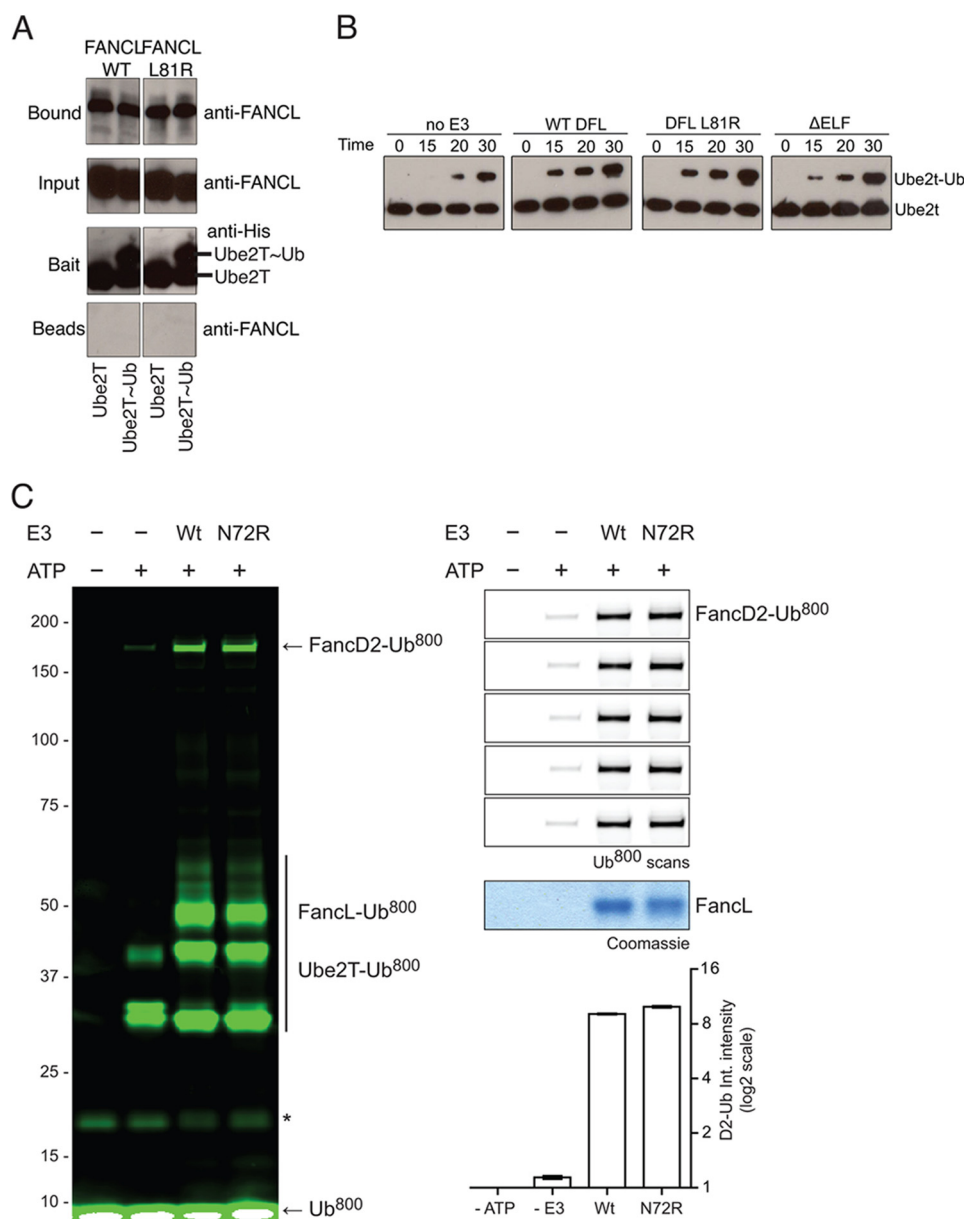 A
FANCL FANCL
WT L81R
Bound anti-FANCL
Input anti-FANCL
anti-His
Bait Ube2T~Ub
Ube2T
Beads anti-FANCL
Ube2T Ube2T~Ub Ube2T Ube2T~Ub
B
no E3 WT DFL DFL L81R ΔELF
Time 0 15 20 30 0 15 20 30 0 15 20 30 0 15 20 30
Ube2t-Ub
Ube2t
C
E3 – – Wt N72R
ATP – + + +
200 -
← FancD2-Ub800
150 -
100 -
75 -
50 -
FancL-Ub800
Ube2T-Ub800
37 -
25 -
*
15 -
10 -
← Ub800
E3 – – Wt N72R
ATP – + + +
FancD2-Ub800
Ub800 scans
FancL
Coomassie
16
8
4
2
1
D2-Ub Int. intensity
(log2 scale)
- ATP - E3 Wt N72R